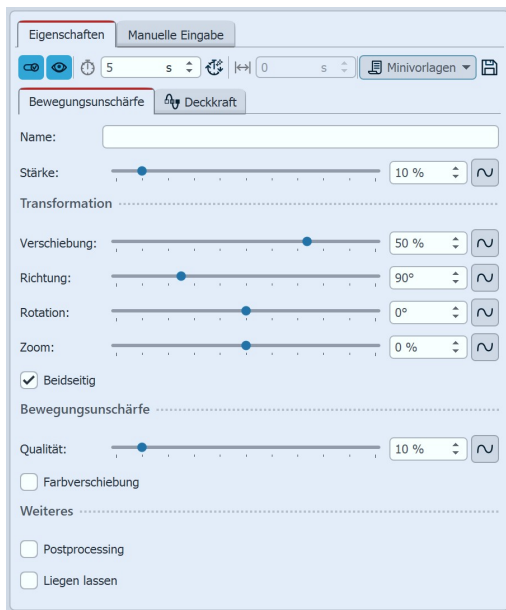 Eigenschaften Manuelle Eingabe
5 s 0 s Minivorlagen
Bewegungsunschärfe Deckkraft
Name:
Stärke: 10 %
Transformation
Verschiebung: 50 %
Richtung: 90°
Rotation: 0°
Zoom: 0 %
Beidseitig
Bewegungsunschärfe
Qualität: 10 %
Farbverschiebung
Weiteres
Postprocessing
Liegen lassen